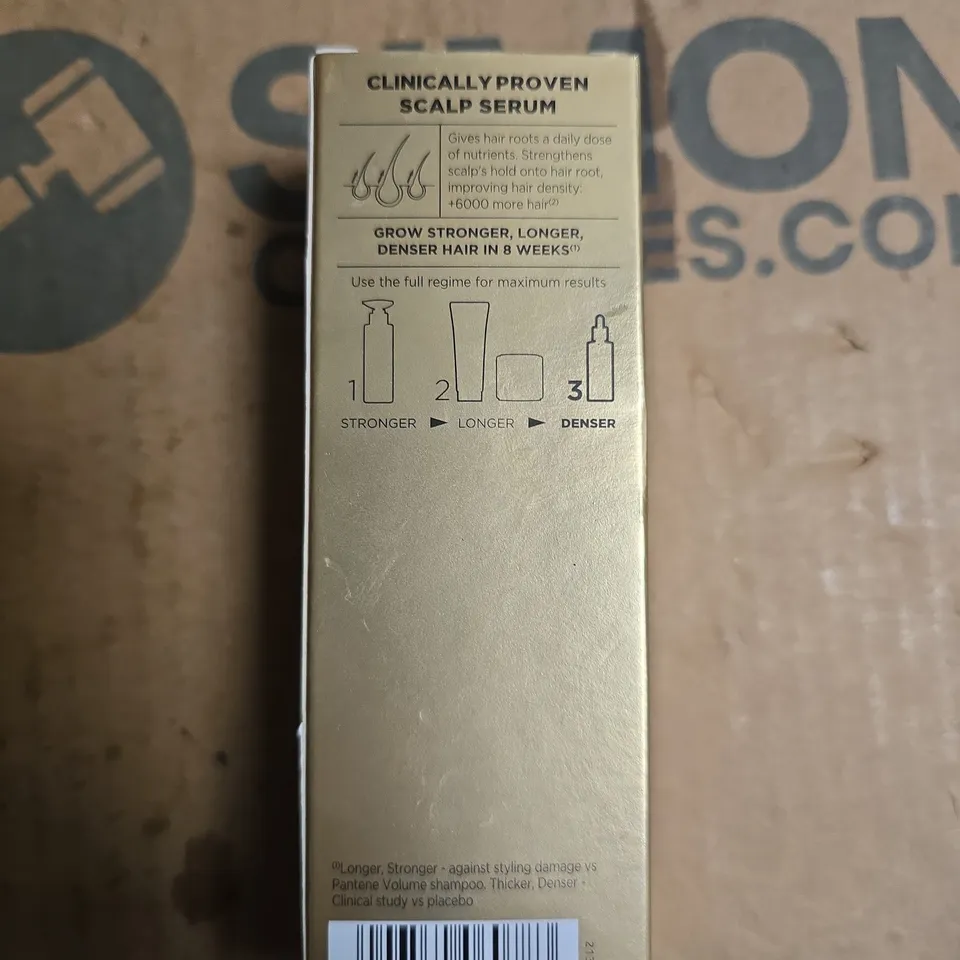 SIMON
ES.CO
CLINICALLY PROVEN
SCALP SERUM
Gives hair roots a daily dose
of nutrients. Strengthens
scalp's hold onto hair root,
improving hair density:
+6000 more hair⁽²⁾
GROW STRONGER, LONGER,
DENSER HAIR IN 8 WEEKS⁽¹⁾
Use the full regime for maximum results
1 2 3
STRONGER ► LONGER ► DENSER
⁽¹⁾Longer, Stronger - against styling damage vs
Pantene Volume shampoo. Thicker, Denser -
Clinical study vs placebo